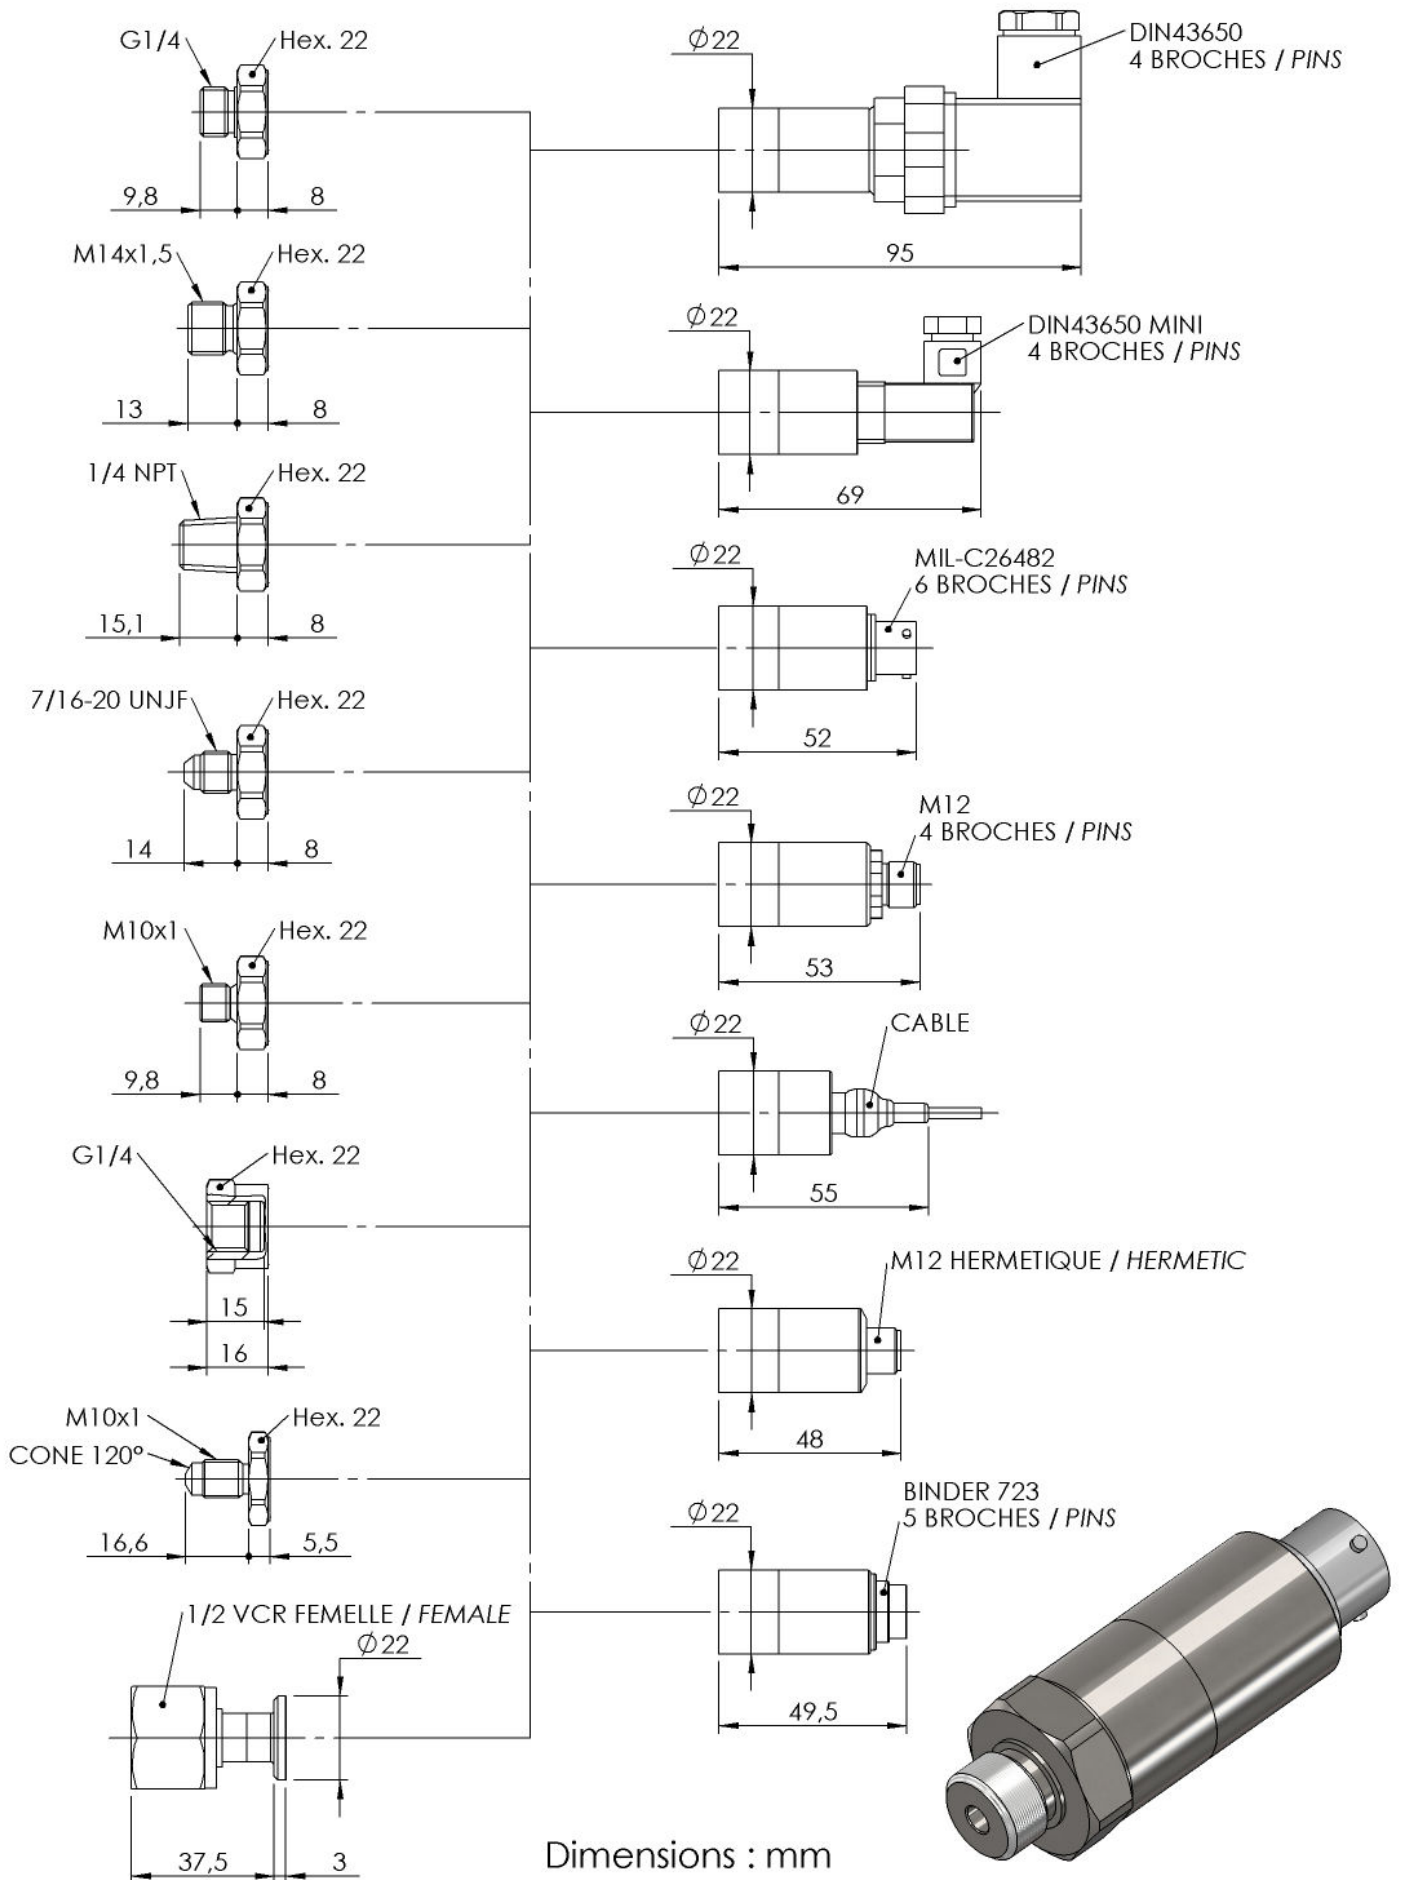 G1/4
Hex. 22
9,8
8
M14x1,5
Hex. 22
13
8
1/4 NPT
Hex. 22
15,1
8
7/16-20 UNJF
Hex. 22
14
8
M10x1
Hex. 22
9,8
8
G1/4
Hex. 22
15
16
M10x1
Hex. 22
CONE 120°
16,6
5,5
1/2 VCR FEMELLE / FEMALE
Ø22
37,5
3
Ø22
DIN43650
4 BROCHES / PINS
95
Ø22
DIN43650 MINI
4 BROCHES / PINS
69
Ø22
MIL-C26482
6 BROCHES / PINS
52
Ø22
M12
4 BROCHES / PINS
53
Ø22
CABLE
55
Ø22
M12 HERMETIQUE / HERMETIC
48
Ø22
BINDER 723
5 BROCHES / PINS
49,5
Dimensions : mm